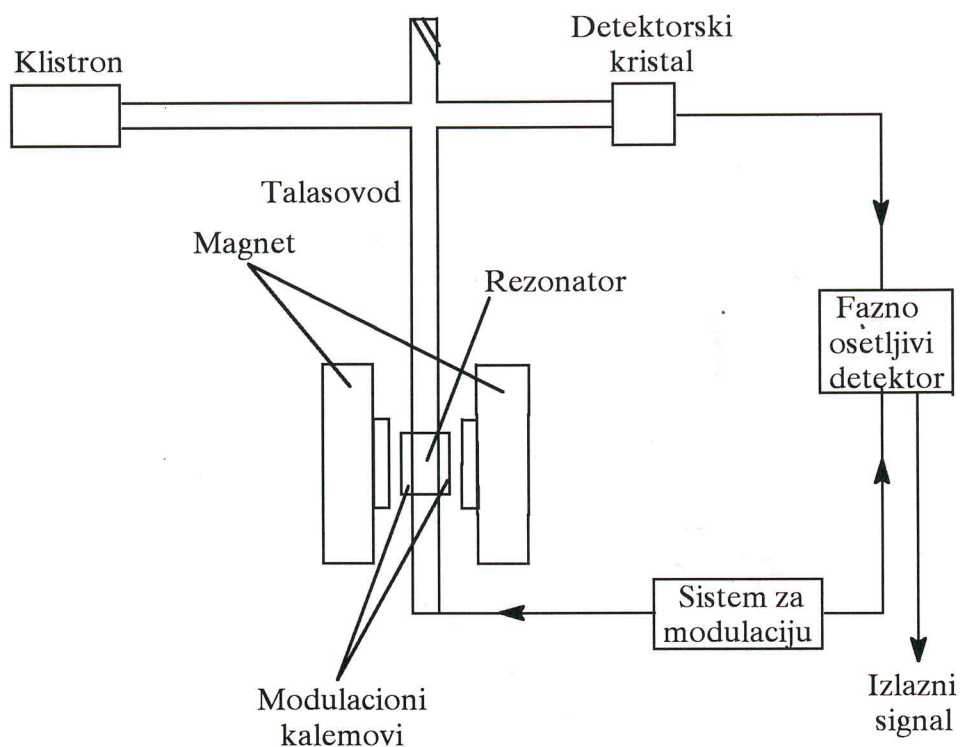 Detektorski
kristal
Klistron
Talasovod
Magnet
Rezonator
Fazno
osetljivi
detektor
Sistem za
modulaciju
Modulacioni
kalemovi
Izlazni
signal